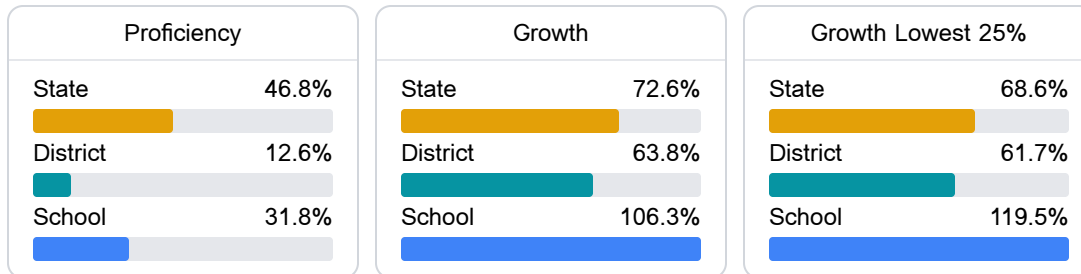 Proficiency
State 46.8%
District 12.6%
School 31.8%
Growth
State 72.6%
District 63.8%
School 106.3%
Growth Lowest 25%
State 68.6%
District 61.7%
School 119.5%